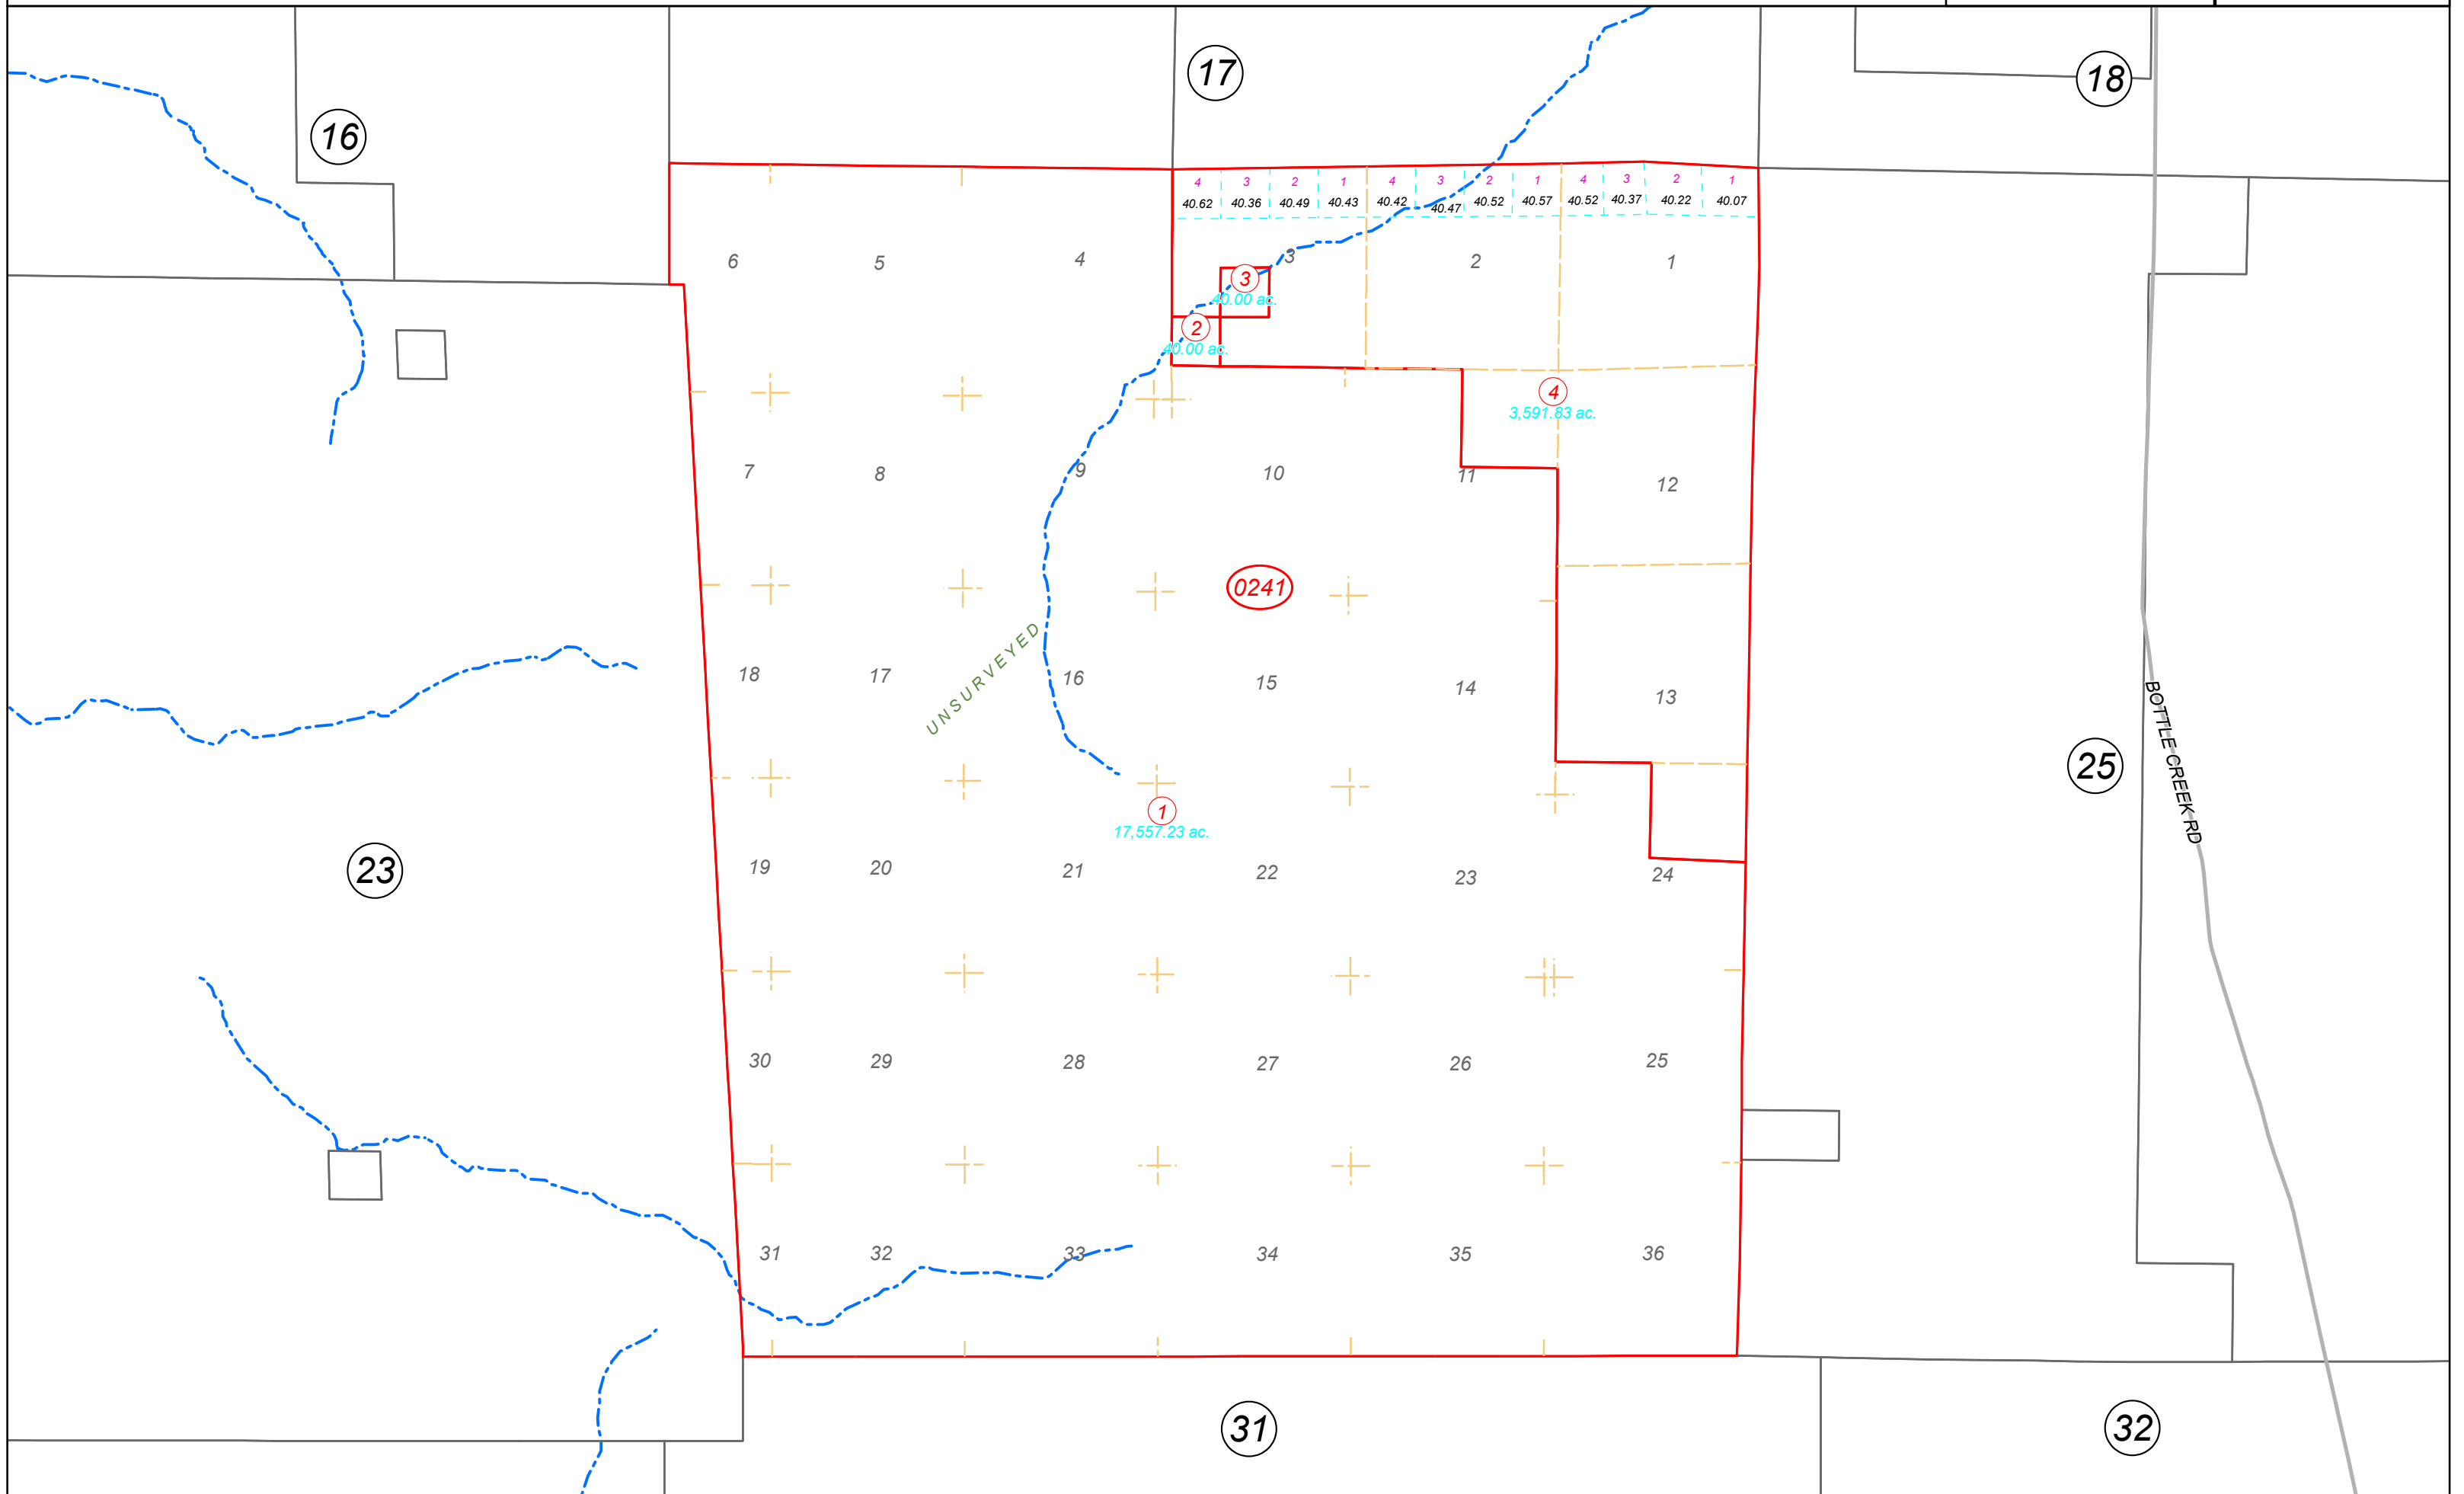 17
18
16
4 3 2 1 4 3 2 1 4 3 2 1
40.62 40.36 40.49 40.43 40.42 40.47 40.52 40.57 40.52 40.37 40.22 40.07
6 5 4 3 2 1
3
40.00 ac.
2
40.00 ac.
4
3,591.83 ac.
7 8 9 10 11 12
0241
UNSURVEYED
18 17 16 15 14 13
BOTTLE CREEK RD
25
1
17,557.23 ac.
23
19 20 21 22 23 24
30 29 28 27 26 25
31 32 33 34 35 36
31
32